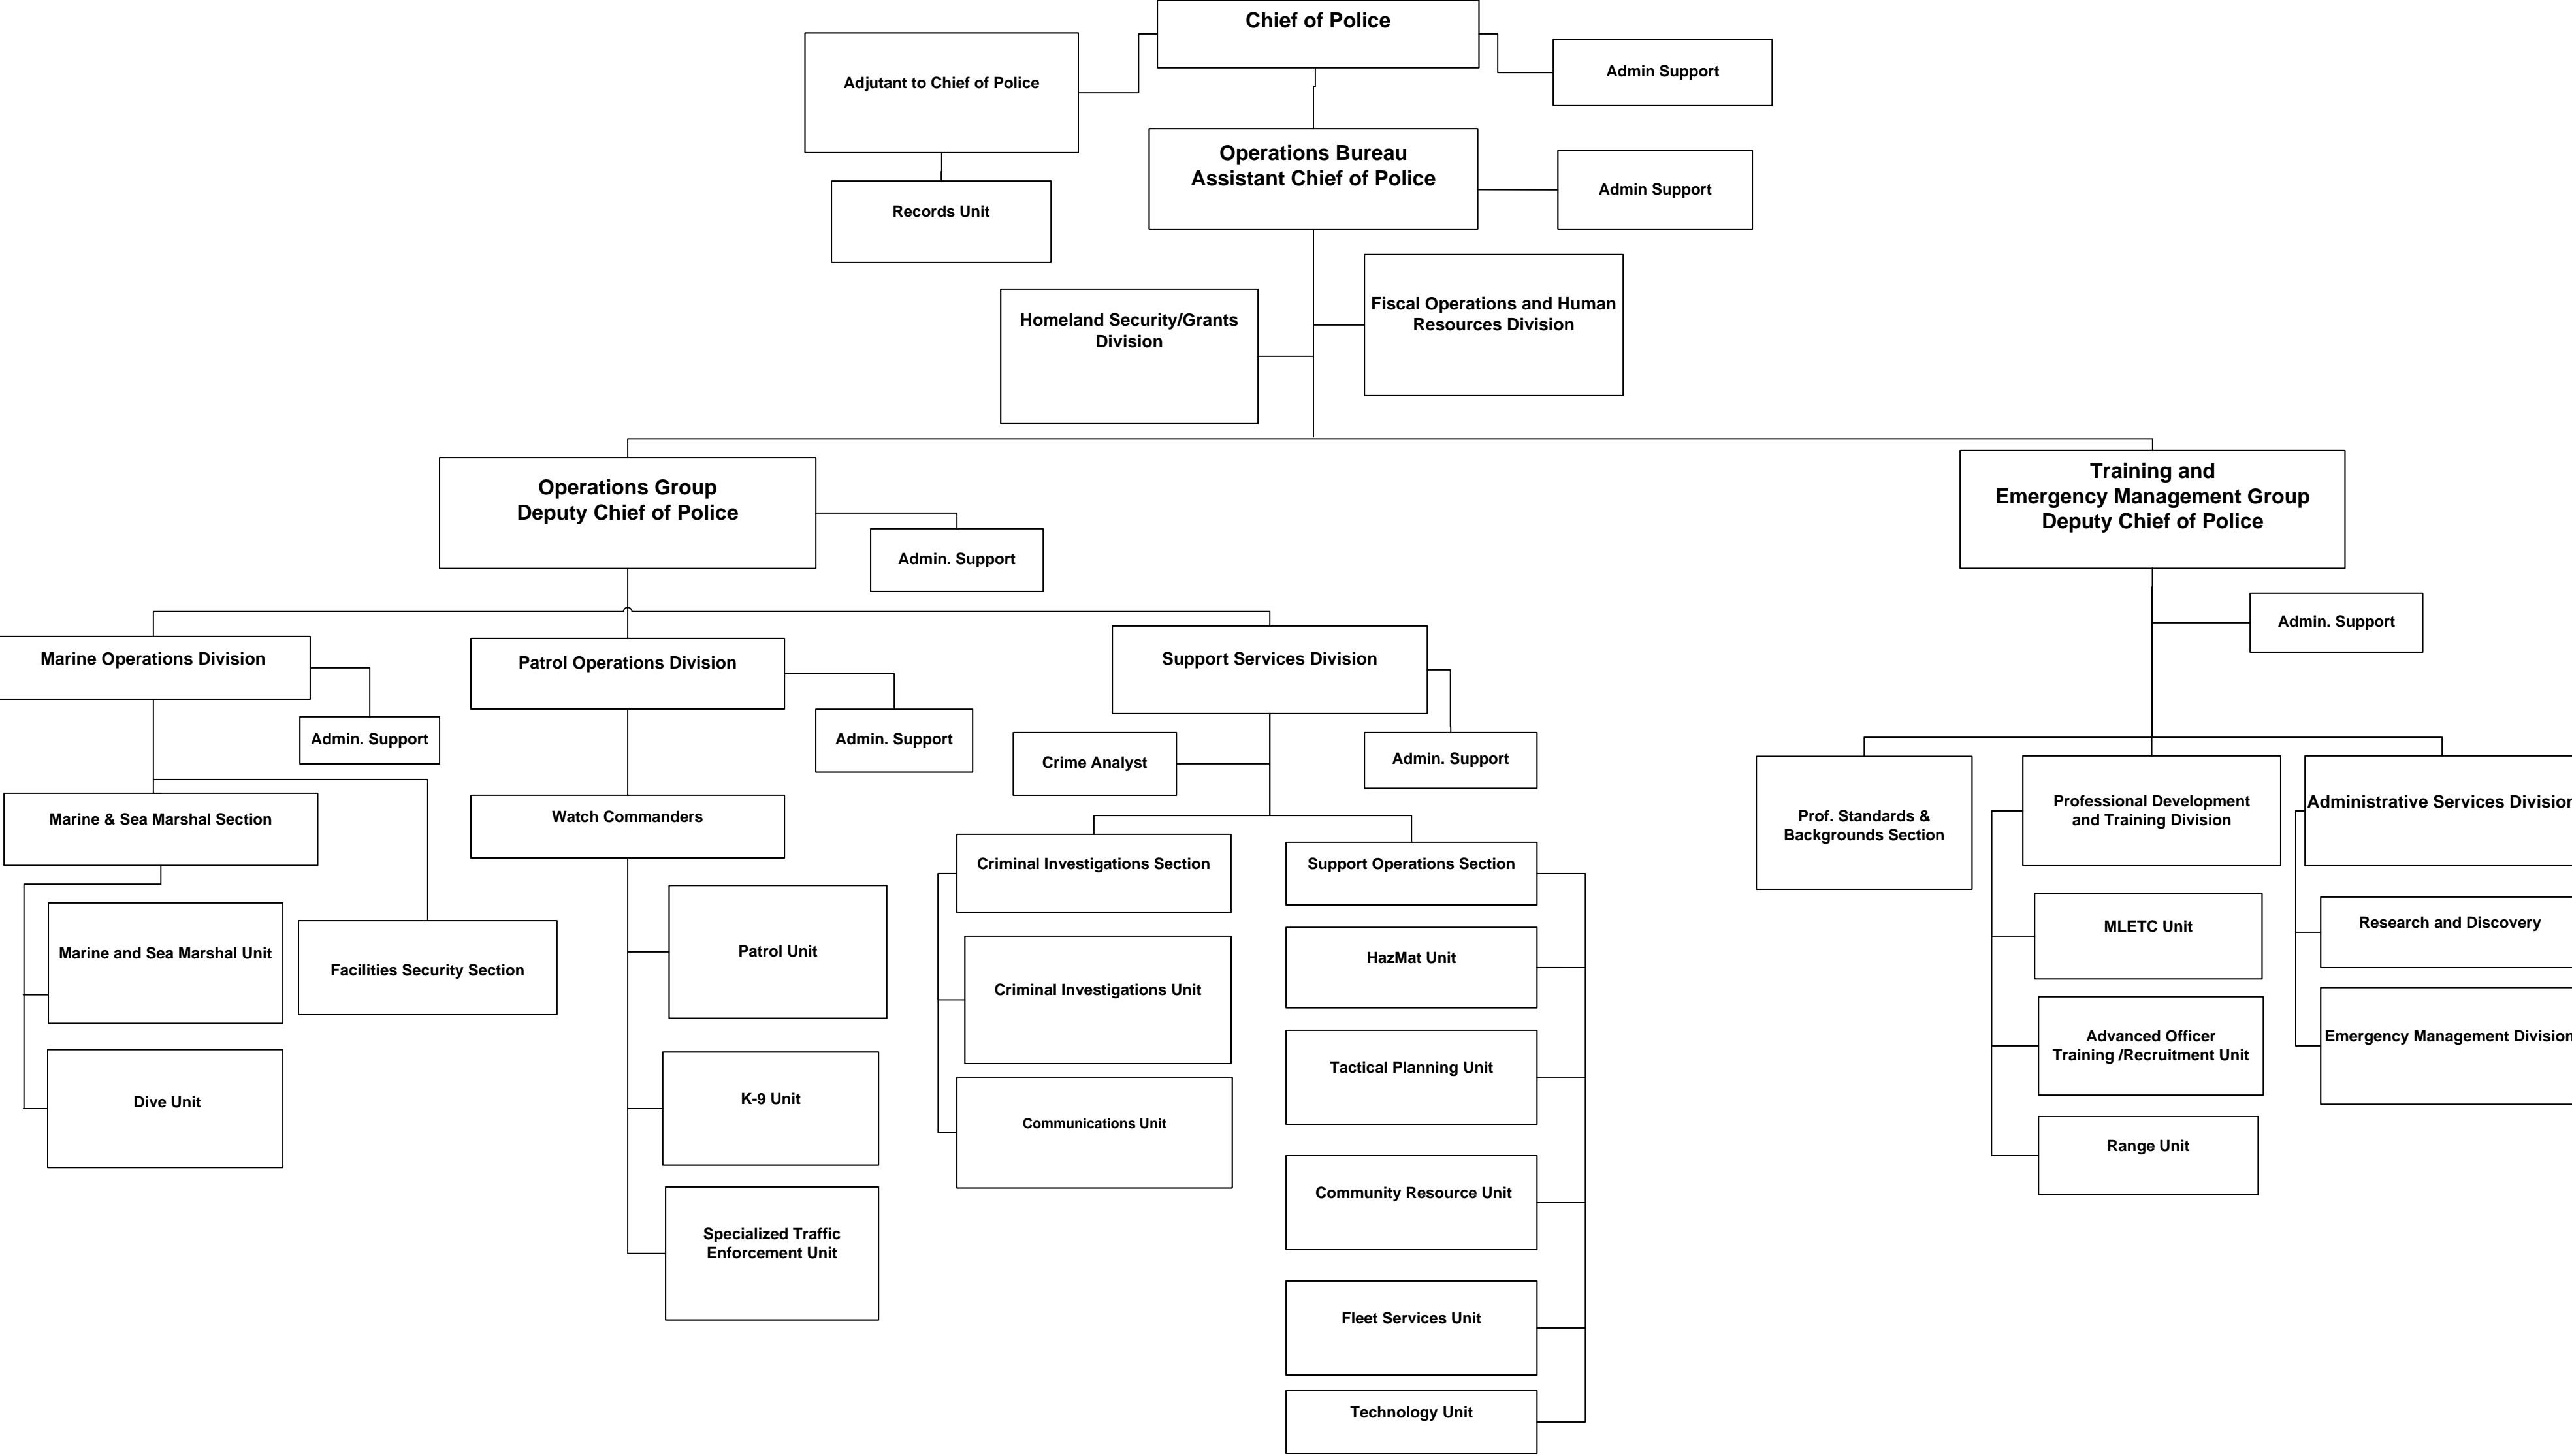 Chief of Police
Adjutant to Chief of Police
Admin Support
Operations Bureau
Assistant Chief of Police
Admin Support
Records Unit
Homeland Security/Grants
Division
Fiscal Operations and Human
Resources Division
Operations Group
Deputy Chief of Police
Admin. Support
Training and
Emergency Management Group
Deputy Chief of Police
Admin. Support
Marine Operations Division
Admin. Support
Patrol Operations Division
Admin. Support
Support Services Division
Crime Analyst
Admin. Support
Marine & Sea Marshal Section
Marine and Sea Marshal Unit
Facilities Security Section
Dive Unit
Watch Commanders
Patrol Unit
K-9 Unit
Specialized Traffic
Enforcement Unit
Criminal Investigations Section
Criminal Investigations Unit
Communications Unit
Support Operations Section
HazMat Unit
Tactical Planning Unit
Community Resource Unit
Fleet Services Unit
Technology Unit
Prof. Standards &
Backgrounds Section
Professional Development
and Training Division
MLETC Unit
Advanced Officer
Training /Recruitment Unit
Range Unit
Administrative Services Division
Research and Discovery
Emergency Management Division